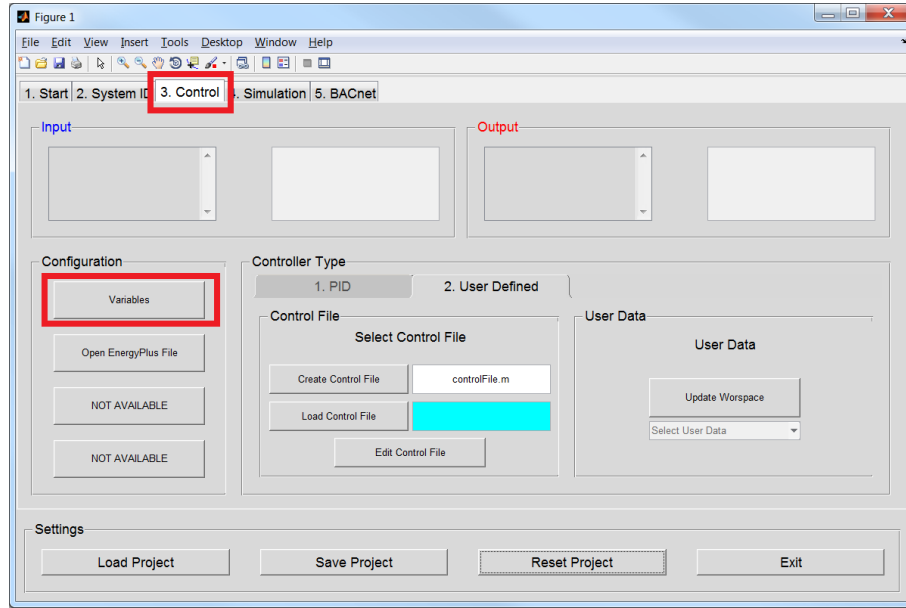 Figure 1
File Edit View Insert Tools Desktop Window Help
1. Start 2. System ID 3. Control 4. Simulation 5. BACnet
Input Output
Configuration Controller Type
1. PID 2. User Defined
Variables
Control File User Data
Select Control File User Data
Open EnergyPlus File
Create Control File controlFile.m
Update Worspace
NOT AVAILABLE
Load Control File
Select User Data
Edit Control File
NOT AVAILABLE
Settings
Load Project Save Project Reset Project Exit